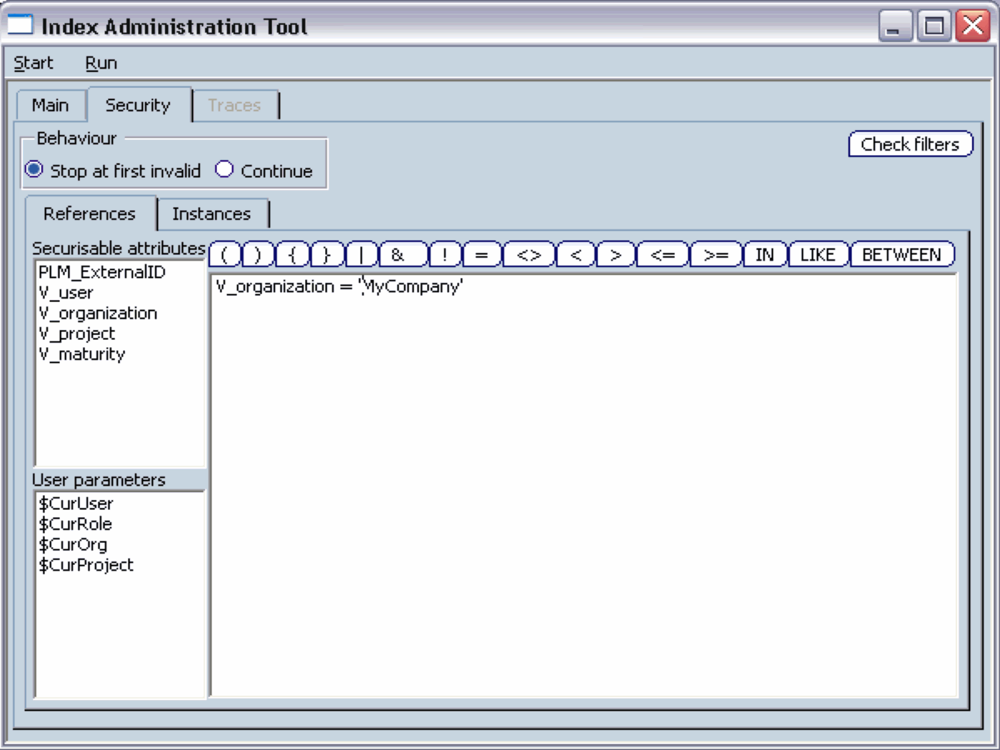 Index Administration Tool
Start Run
Main Security Traces
Behaviour
Check filters
Stop at first invalid Continue
References Instances
Securisable attributes ( ) { } | & ! = <> < > <= >= IN LIKE BETWEEN
PLM_ExternalID
V_user
V_organization
V_project
V_maturity
V_organization = 'MyCompany'
User parameters
$CurUser
$CurRole
$CurOrg
$CurProject